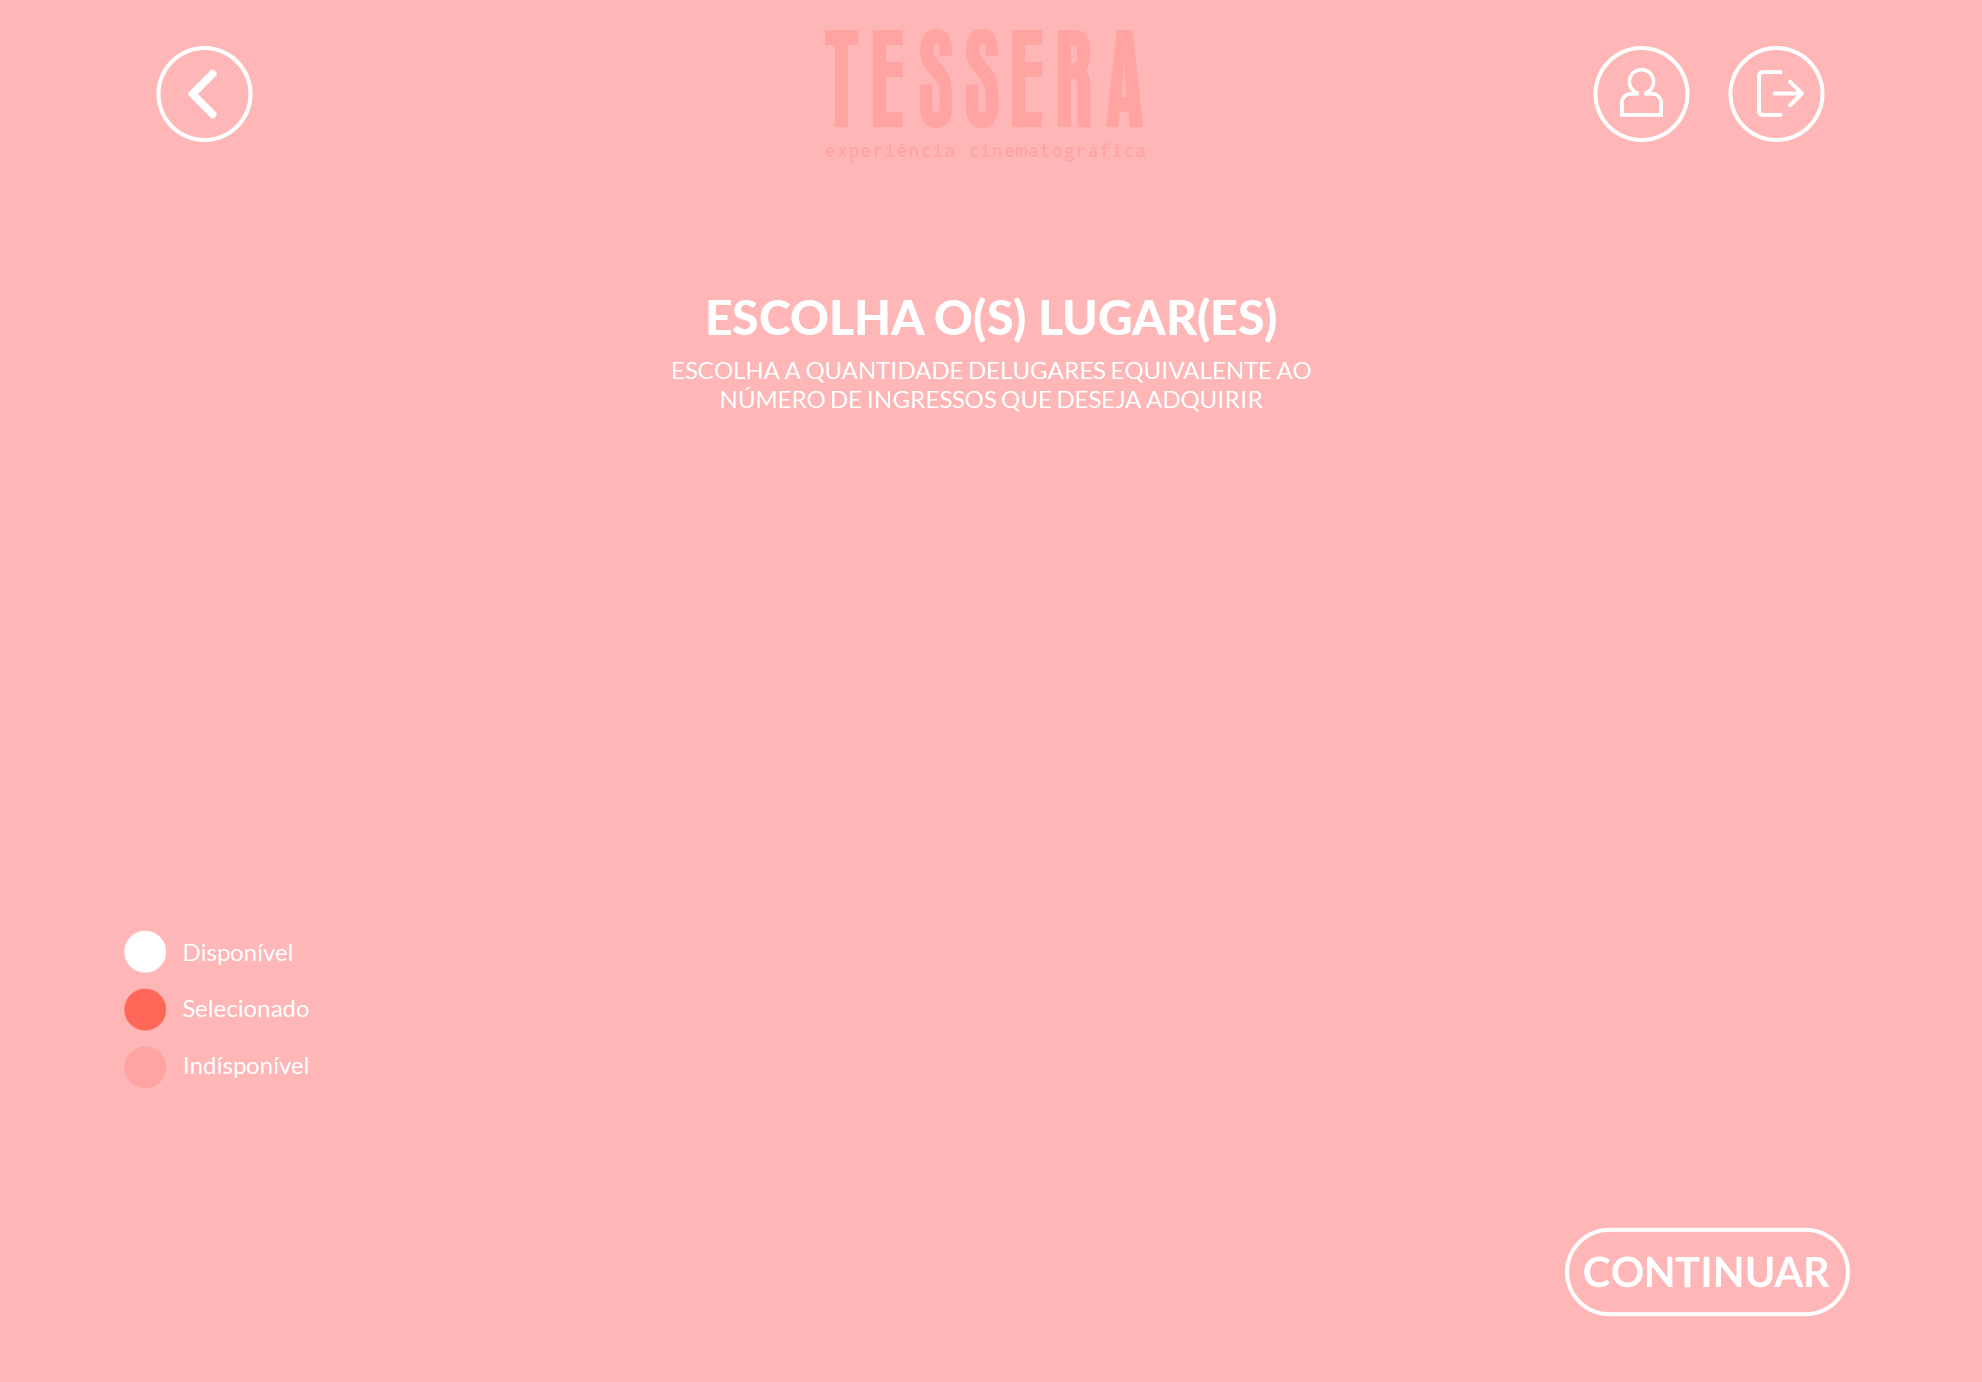 TESSERA
experiência cinematográfica
ESCOLHA O(S) LUGAR(ES)
ESCOLHA A QUANTIDADE DELUGARES EQUIVALENTE AO
NÚMERO DE INGRESSOS QUE DESEJA ADQUIRIR
Disponível
Selecionado
Indísponível
CONTINUAR